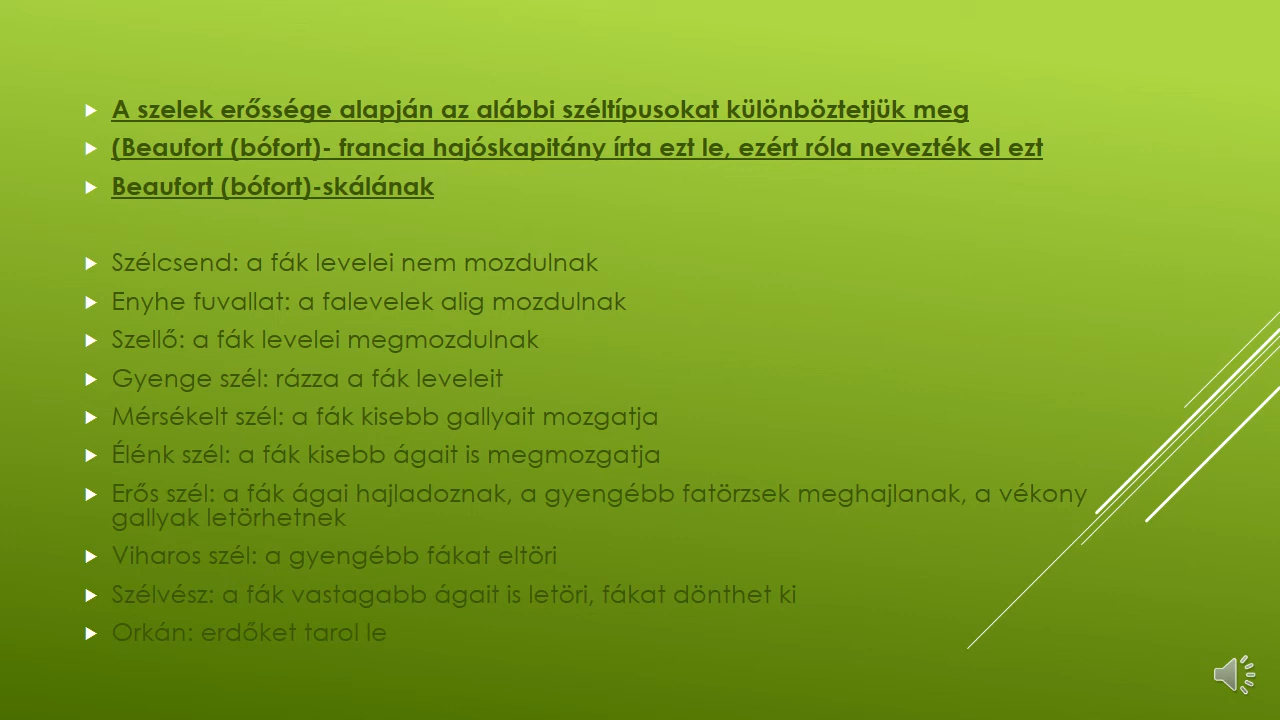 A szelek erőssége alapján az alábbi széltípusokat különböztetjük meg
(Beaufort (bófort)- francia hajóskapitány írta ezt le, ezért róla nevezték el ezt
Beaufort (bófort)-skálának
Szélcsend: a fák levelei nem mozdulnak
Enyhe fuvallat: a falevelek alig mozdulnak
Szellő: a fák levelei megmozdulnak
Gyenge szél: rázza a fák leveleit
Mérsékelt szél: a fák kisebb gallyait mozgatja
Élénk szél: a fák kisebb ágait is megmozgatja
Erős szél: a fák ágai hajladoznak, a gyengébb fatörzsek meghajlanak, a vékony
gallyak letörhetnek
Viharos szél: a gyengébb fákat eltöri
Szélvész: a fák vastagabb ágait is letöri, fákat dönthet ki
Orkán: erdőket tarol le